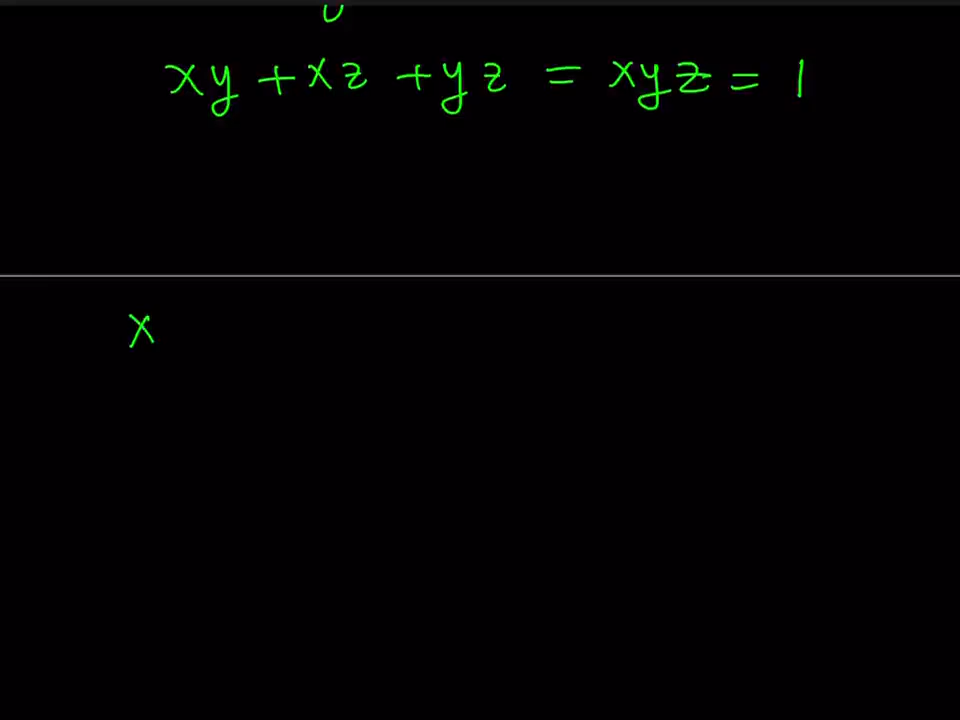 xy + xz + yz = xyz = 1
x